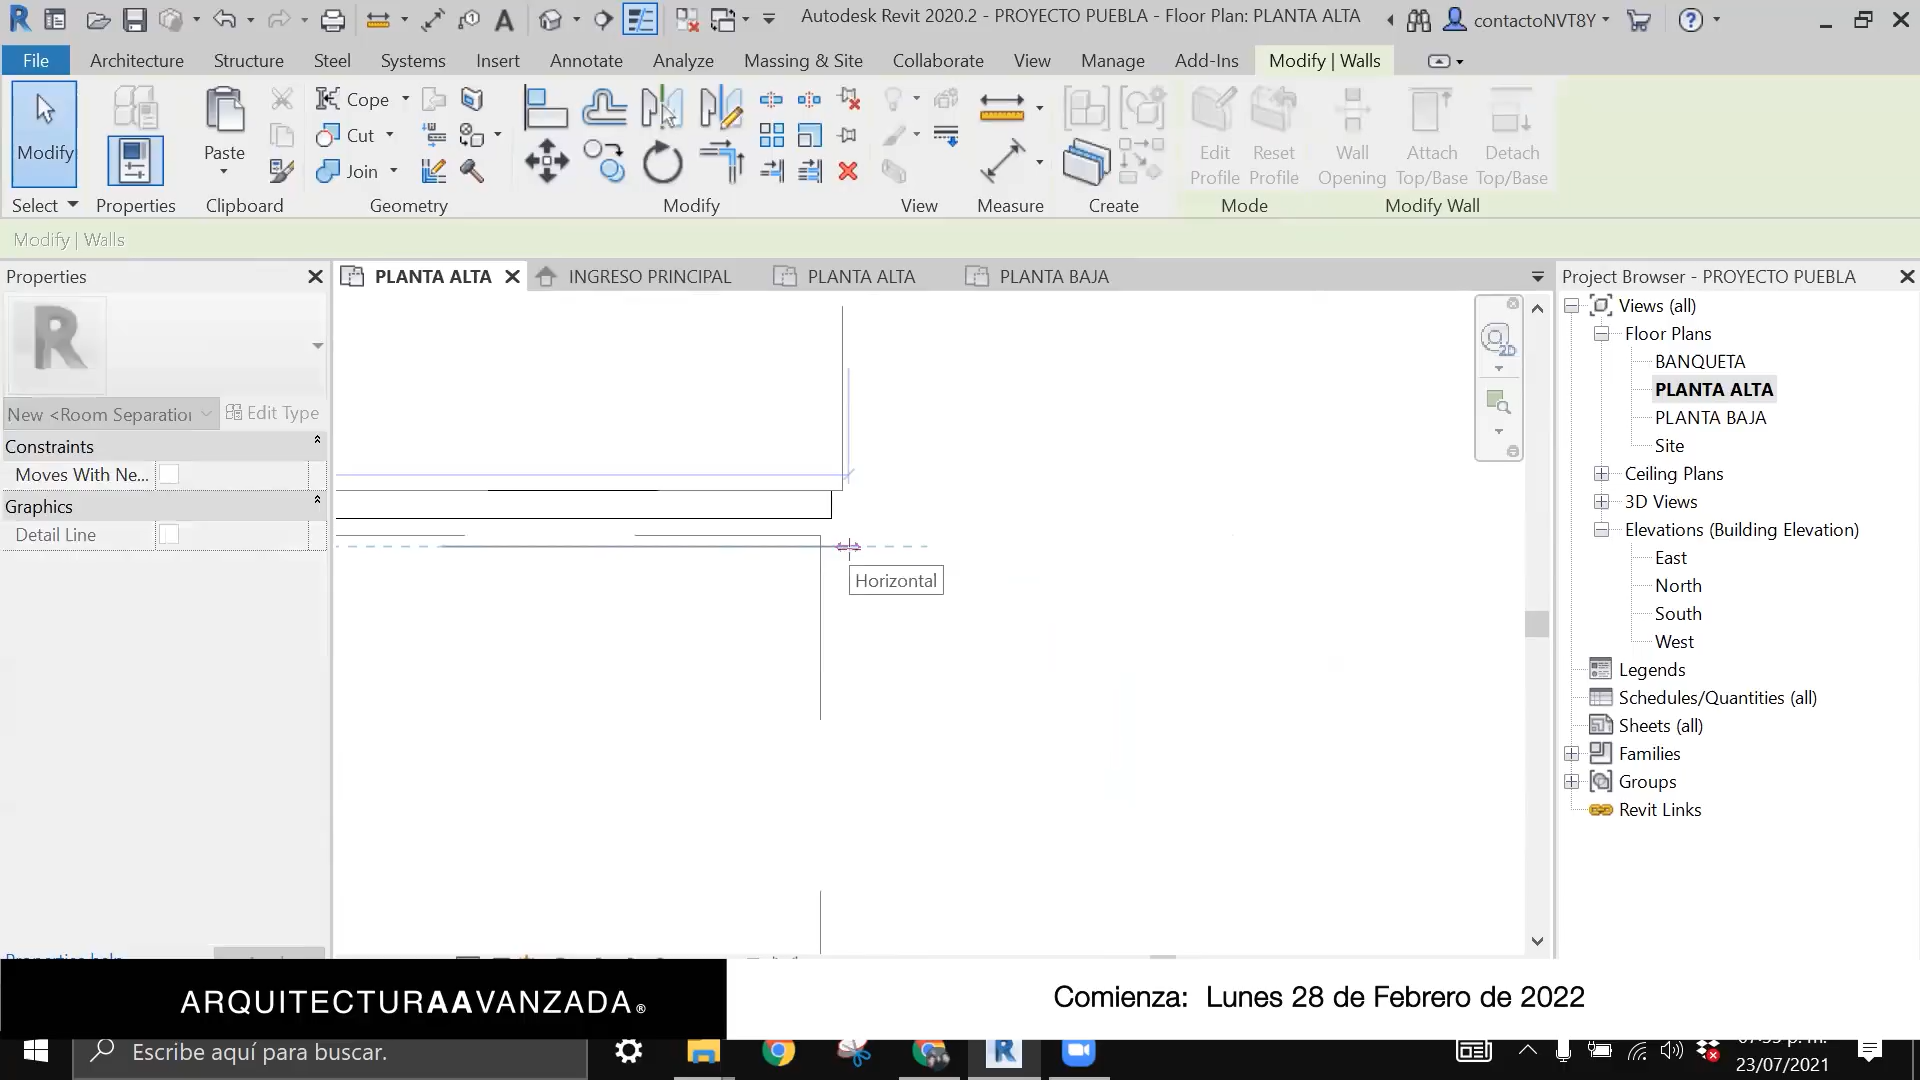 Autodesk Revit 2020.2 - PROYECTO PUEBLA - Floor Plan: PLANTA ALTA
contactoNVT8Y
File Architecture Structure Steel Systems Insert Annotate Analyze Massing & Site Collaborate View Manage Add-Ins Modify | Walls
Modify
Paste
Cope
Cut
Join
Edit Profile
Reset Profile
Wall Opening
Attach Top/Base
Detach Top/Base
Select Properties Clipboard Geometry Modify View Measure Create Mode Modify Wall
Modify | Walls
Properties
PLANTA ALTA
INGRESO PRINCIPAL
PLANTA ALTA
PLANTA BAJA
Project Browser - PROYECTO PUEBLA
R
New <Room Separatio
Edit Type
Constraints
Moves With Ne...
Graphics
Detail Line
2D
Horizontal
Views (all)
Floor Plans
BANQUETA
PLANTA ALTA
PLANTA BAJA
Site
Ceiling Plans
3D Views
Elevations (Building Elevation)
East
North
South
West
Legends
Schedules/Quantities (all)
Sheets (all)
Families
Groups
Revit Links
ARQUITECTURAAVANZADA®
Comienza: Lunes 28 de Febrero de 2022
Escribe aquí para buscar.
23/07/2021